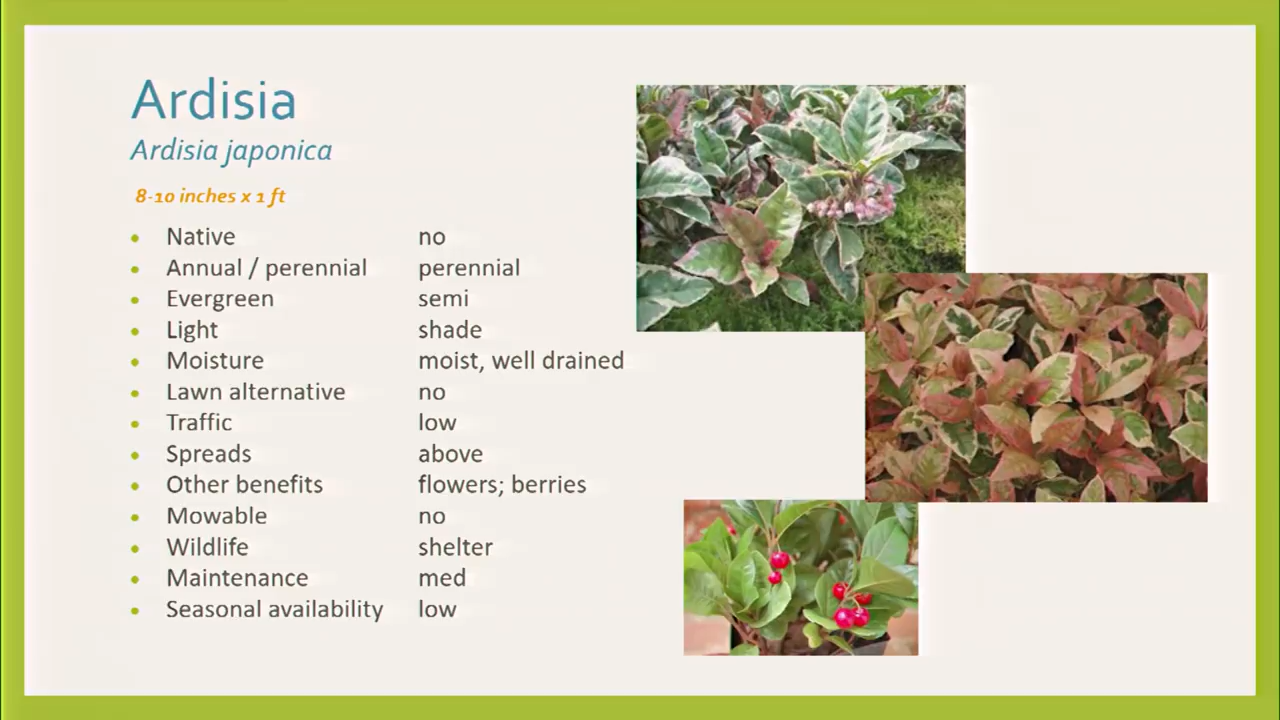 Ardisia
Ardisia japonica
8-10 inches x 1 ft
• Native no
• Annual / perennial perennial
• Evergreen semi
• Light shade
• Moisture moist, well drained
• Lawn alternative no
• Traffic low
• Spreads above
• Other benefits flowers; berries
• Mowable no
• Wildlife shelter
• Maintenance med
• Seasonal availability low